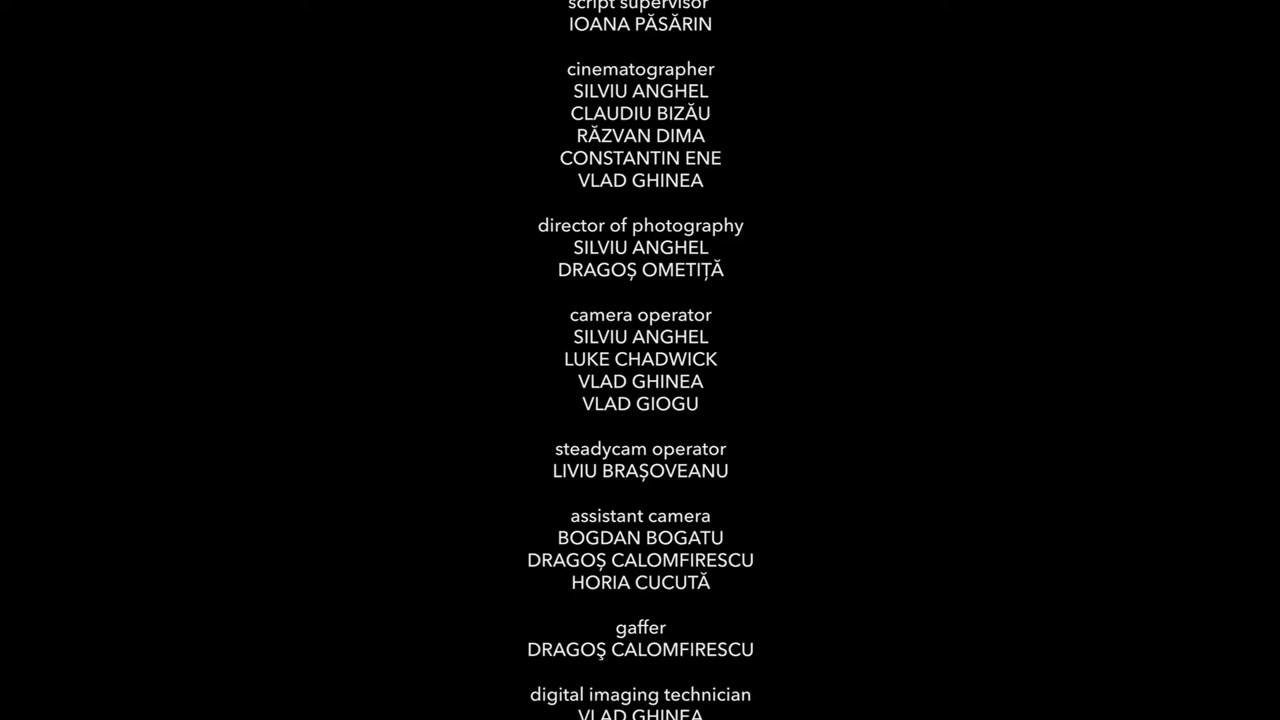 script supervisor
IOANA PĂSĂRIN
cinematographer
SILVIU ANGHEL
CLAUDIU BIZĂU
RĂZVAN DIMA
CONSTANTIN ENE
VLAD GHINEA
director of photography
SILVIU ANGHEL
DRAGOȘ OMETIȚĂ
camera operator
SILVIU ANGHEL
LUKE CHADWICK
VLAD GHINEA
VLAD GIOGU
steadycam operator
LIVIU BRAȘOVEANU
assistant camera
BOGDAN BOGATU
DRAGOȘ CALOMFIRESCU
HORIA CUCUTĂ
gaffer
DRAGOŞ CALOMFIRESCU
digital imaging technician
VLAD GHINEA